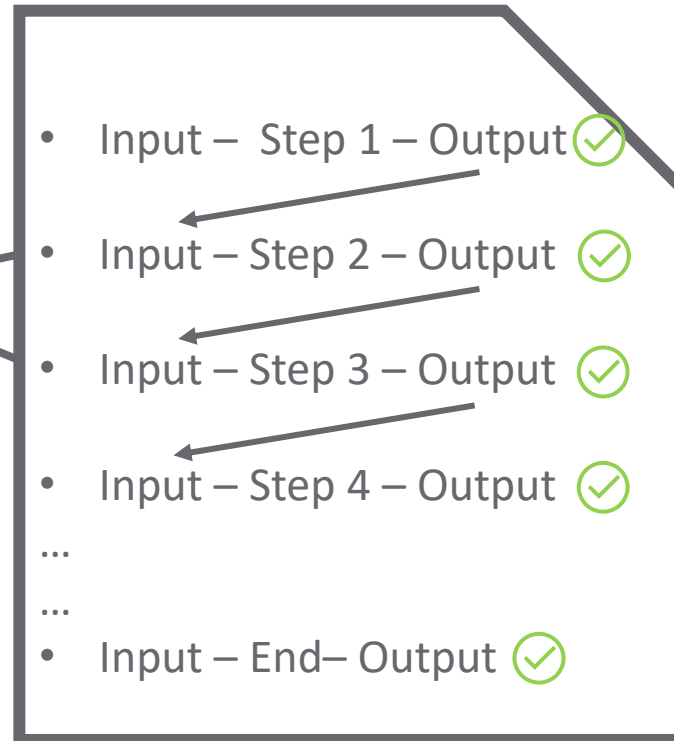 • Input – Step 1 – Output
• Input – Step 2 – Output
• Input – Step 3 – Output
• Input – Step 4 – Output
...
...
• Input – End– Output